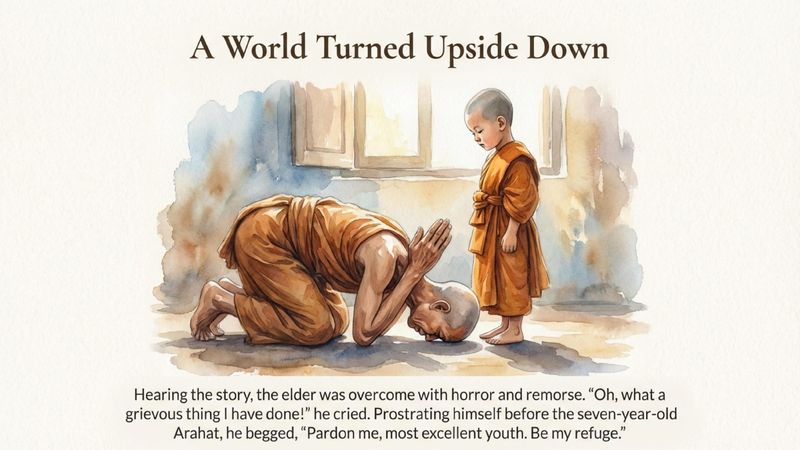 A World Turned Upside Down
Hearing the story, the elder was overcome with horror and remorse. “Oh, what a
grievous thing I have done!” he cried. Prostrating himself before the seven-year-old
Arahat, he begged, “Pardon me, most excellent youth. Be my refuge.”